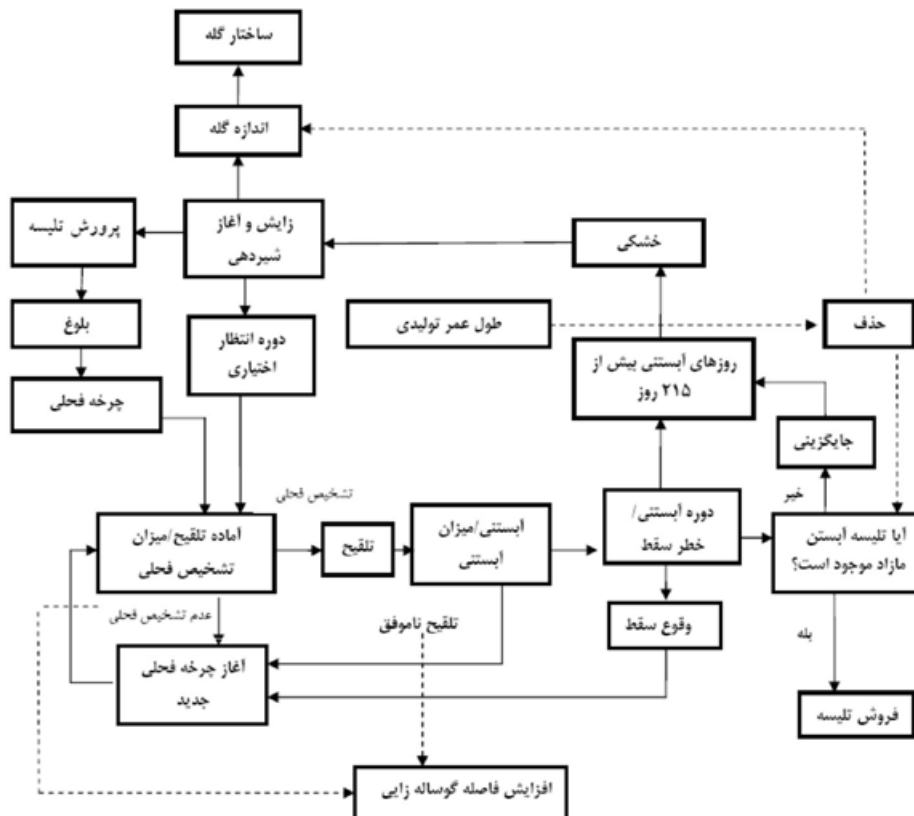 ساختار گله
اندازه گله
زایش و آغاز
شیردهی
پرورش تلیسه
خشکی
بلوغ
دوره انتظار
اختیاری
طول عمر تولیدی
حذف
چرخه فحلی
روزهای آبستنی بیش از
۲۱۵ روز
جایگزینی
تشخیص فحلی
خیر
آماده تلقیح/میزان
تشخیص فحلی
تلقیح
آبستنی/میزان
آبستنی
دوره آبستنی/
خطر سقط
آیا تلیسه آبستن
مازاد موجود است؟
عدم تشخیص فحلی
تلقیح ناموفق
وقوع سقط
بله
آغاز چرخه فحلی
جدید
فروش تلیسه
افزایش فاصله گوساله زایی